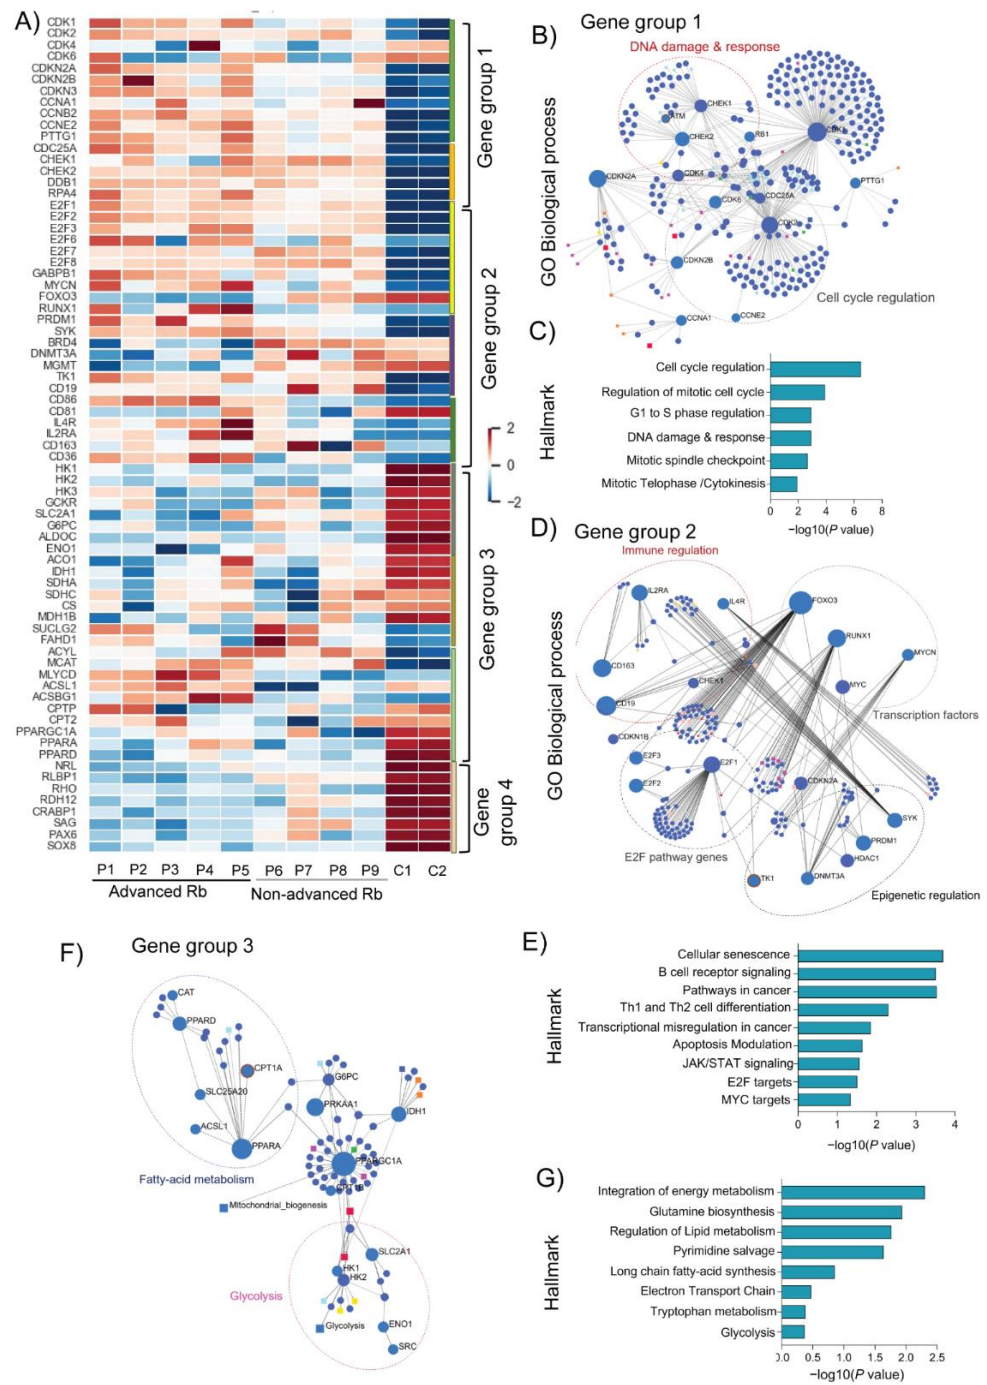 A)
CDK1
CDK2
CDK4
CDK6
CDKN2A
CDKN2B
CDKN3
CCNA1
CCNB2
CCNE2
PTTG1
CDC25A
CHEK1
CHEK2
DDB1
RPA4
E2F1
E2F2
E2F3
E2F6
E2F7
E2F8
GABPB1
MYCN
FOXO3
RUNX1
PRDM1
SYK
BRD4
DNMT3A
MGMT
TK1
CD19
CD86
CD81
IL4R
IL2RA
CD163
CD36
HK1
HK2
HK3
GCKR
SLC2A1
G6PC
ALDOC
ENO1
ACO1
IDH1
SDHA
SDHC
CS
MDH1B
SUCLG2
FAHD1
ACYL
MCAT
MLYCD
ACSL1
ACSBG1
CPTP
CPT2
PPARGC1A
PPARA
PPARD
NRL
RLBP1
RHO
RDH12
CRABP1
SAG
PAX6
SOX8
P1 P2 P3 P4 P5 P6 P7 P8 P9 C1 C2
Advanced Rb Non-advanced Rb
Gene group 1
Gene group 2
Gene group 3
Gene
group 4
2
0
−2
B)
Gene group 1
GO Biological process
DNA damage & response
CHEK1
ATM
CHEK2
RB1
CDK1
CDKN2A
CDK4
PTTG1
CDK6
CDC25A
CDK2
CDKN2B
Cell cycle regulation
CCNA1
CCNE2
C)
Hallmark
Cell cycle regulation
Regulation of mitotic cell cycle
G1 to S phase regulation
DNA damage & response
Mitotic spindle checkpoint
Mitotic Telophase /Cytokinesis
0 2 4 6 8
−log10(P value)
D)
Gene group 2
GO Biological process
Immune regulation
IL2RA
IL4R
FOXO3
RUNX1
MYCN
CD163
CHEK1
MYC
CD19
Transcription factors
CDKN1B
E2F3
E2F1
E2F2
CDKN2A
SYK
PRDM1
E2F pathway genes
HDAC1
TK1
DNMT3A
Epigenetic regulation
E)
Hallmark
Cellular senescence
B cell receptor signaling
Pathways in cancer
Th1 and Th2 cell differentiation
Transcriptional misregulation in cancer
Apoptosis Modulation
JAK/STAT signaling
E2F targets
MYC targets
0 1 2 3 4
−log10(P value)
F)
Gene group 3
CAT
PPARD
CPT1A
G6PC
SLC25A20
PRKAA1
IDH1
ACSL1
PPARA
PPARGC1A
Fatty-acid metabolism
CPT1B
Mitochondrial_biogenesis
SLC2A1
HK1
HK2
Glycolysis
Glycolysis
ENO1
SRC
G)
Hallmark
Integration of energy metabolism
Glutamine biosynthesis
Regulation of Lipid metabolism
Pyrimidine salvage
Long chain fatty-acid synthesis
Electron Transport Chain
Tryptophan metabolism
Glycolysis
0.0 0.5 1.0 1.5 2.0 2.5
−log10(P value)